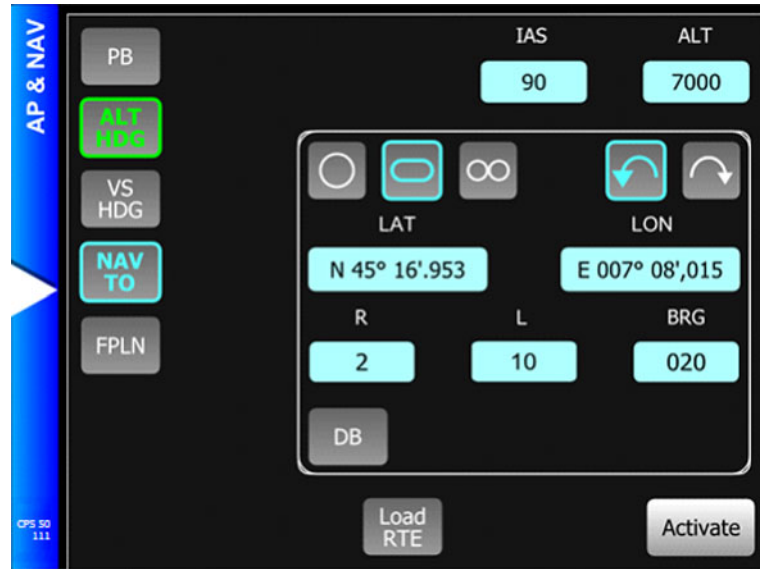 AP & NAV
PB
IAS
ALT
90
7000
ALT
HDG
VS
HDG
LAT
LON
N 45° 16'.953
E 007° 08',015
NAV
TO
R
L
BRG
FPLN
2
10
020
DB
Load
RTE
Activate
CPS 50
111